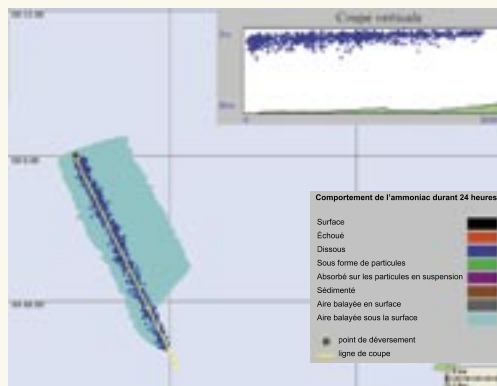 Coupe verticale
Comportement de l'ammoniac durant 24 heures
Surface
Échoué
Dissous
Sous forme de particules
Absorbé sur les particules en suspension
Sédimenté
Aire balayée en surface
Aire balayée sous la surface
point de déversement
ligne de coupe